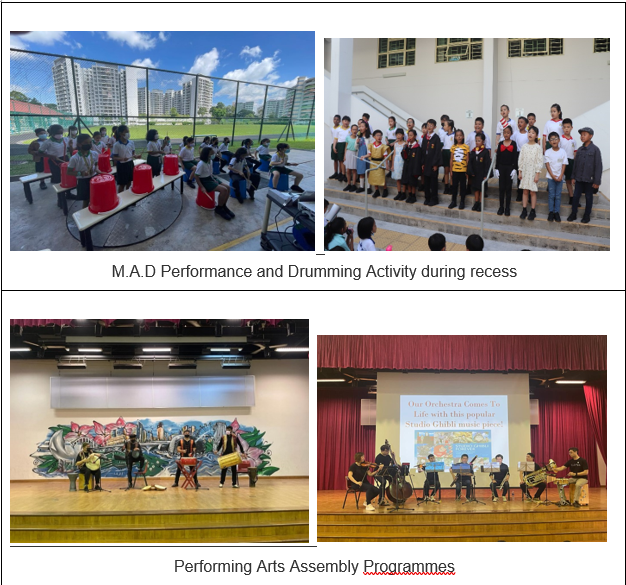 M.A.D Performance and Drumming Activity during recess
Our Orchestra Comes To
Life with this popular
Studio Ghibli music piece!
Performing Arts Assembly Programmes